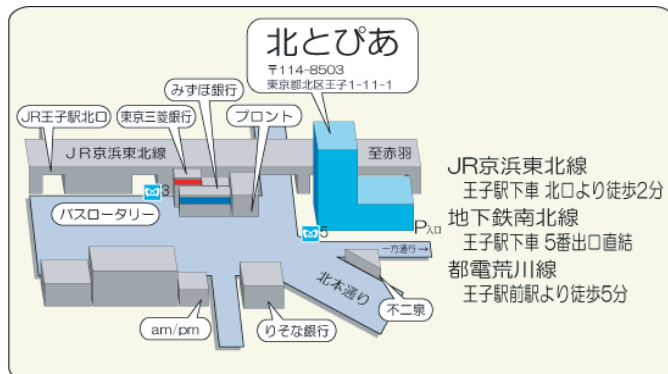 北とぴあ
〒114-8503
東京都北区王子1-11-1
みずほ銀行
JR王子駅北口
東京三菱銀行
プロント
JR京浜東北線
至赤羽
3
バスロータリー
5
P入口
一方通行→
北本通り
不二泉
am/pm
りそな銀行
JR京浜東北線
王子駅下車 北口より徒歩2分
地下鉄南北線
王子駅下車 5番出口直結
都電荒川線
王子駅前駅より徒歩5分